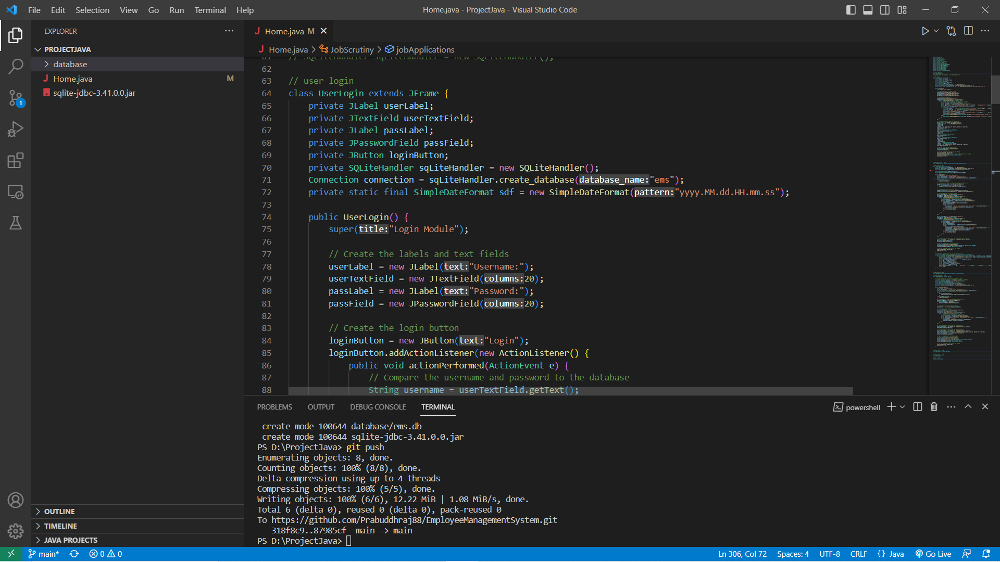 File Edit Selection View Go Run Terminal Help
Home.java - ProjectJava - Visual Studio Code
EXPLORER
PROJECTJAVA
database
Home.java M
sqlite-jdbc-3.41.0.0.jar
1
OUTLINE
TIMELINE
JAVA PROJECTS
J Home.java M
J Home.java > JobScrutiny > jobApplications
61 // SQLiteHandler sqLiteHandler = new SQLiteHandler();
62
63 // user login
64 class UserLogin extends JFrame {
65 private JLabel userLabel;
66 private JTextField userTextField;
67 private JLabel passLabel;
68 private JPasswordField passField;
69 private JButton loginButton;
70 private SQLiteHandler sqLiteHandler = new SQLiteHandler();
71 Connection connection = sqLiteHandler.create_database(database_name:"ems");
72 private static final SimpleDateFormat sdf = new SimpleDateFormat(pattern:"yyyy.MM.dd.HH.mm.ss");
73
74 public UserLogin() {
75 super(title:"Login Module");
76
77 // Create the labels and text fields
78 userLabel = new JLabel(text:"Username:");
79 userTextField = new JTextField(columns:20);
80 passLabel = new JLabel(text:"Password:");
81 passField = new JPasswordField(columns:20);
82
83 // Create the login button
84 loginButton = new JButton(text:"Login");
85 loginButton.addActionListener(new ActionListener() {
86 public void actionPerformed(ActionEvent e) {
87 // Compare the username and password to the database
88 String username = userTextField.getText();
PROBLEMS OUTPUT DEBUG CONSOLE TERMINAL
powershell
create mode 100644 database/ems.db
create mode 100644 sqlite-jdbc-3.41.0.0.jar
PS D:\ProjectJava> git push
Enumerating objects: 8, done.
Counting objects: 100% (8/8), done.
Delta compression using up to 4 threads
Compressing objects: 100% (5/5), done.
Writing objects: 100% (6/6), 12.22 MiB | 1.08 MiB/s, done.
Total 6 (delta 0), reused 0 (delta 0), pack-reused 0
To https://github.com/Prabuddhraj88/EmployeeManagementSystem.git
318f8c9..87985cf main -> main
PS D:\ProjectJava>
main* 0 0
Ln 306, Col 72 Spaces: 4 UTF-8 CRLF {} Java Go Live